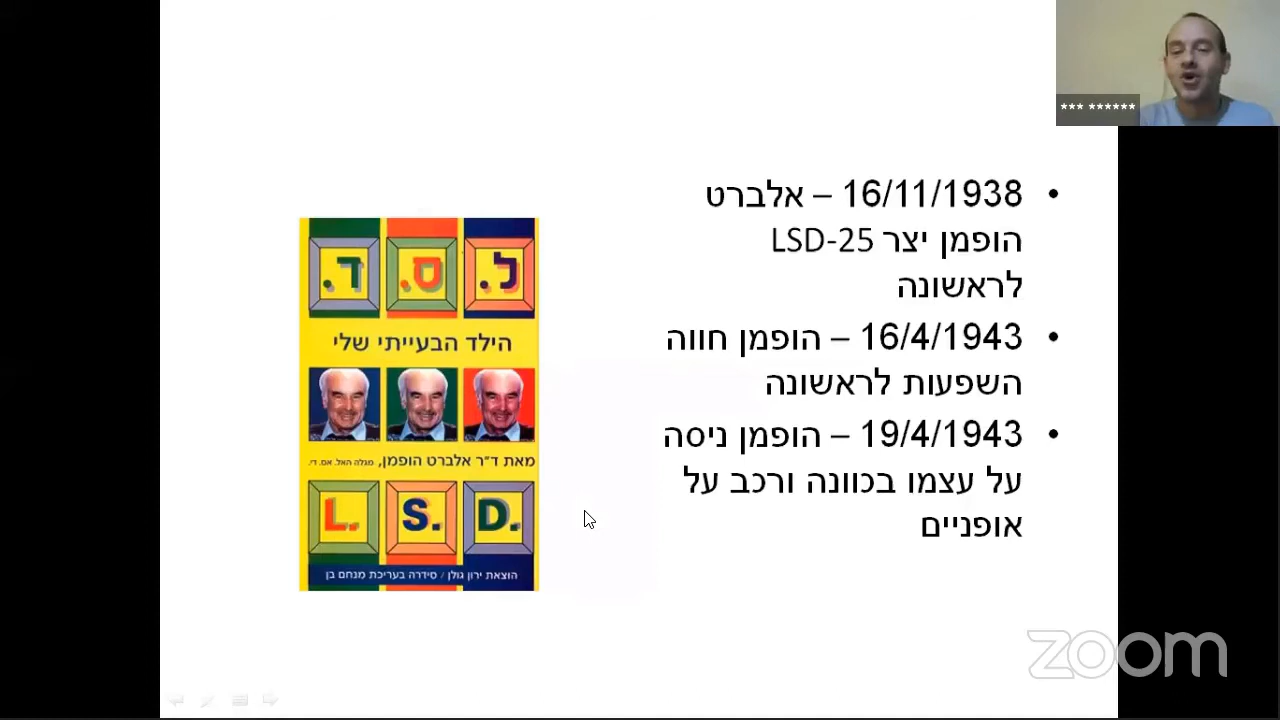 *** ******
• 16/11/1938 – אלברט
הופמן יצר LSD-25
לראשונה
• 16/4/1943 – הופמן חווה
השפעות לראשונה
• 19/4/1943 – הופמן ניסה
על עצמו בכוונה ורכב על
אופניים
ל. ס. ד.
הילד הבעייתי שלי
מאת ד"ר אלברט הופמן, מגלה האל. אס. די.
L. S. D.
הוצאת ירון גולן / סידרה בעריכת מנחם בן
zoom